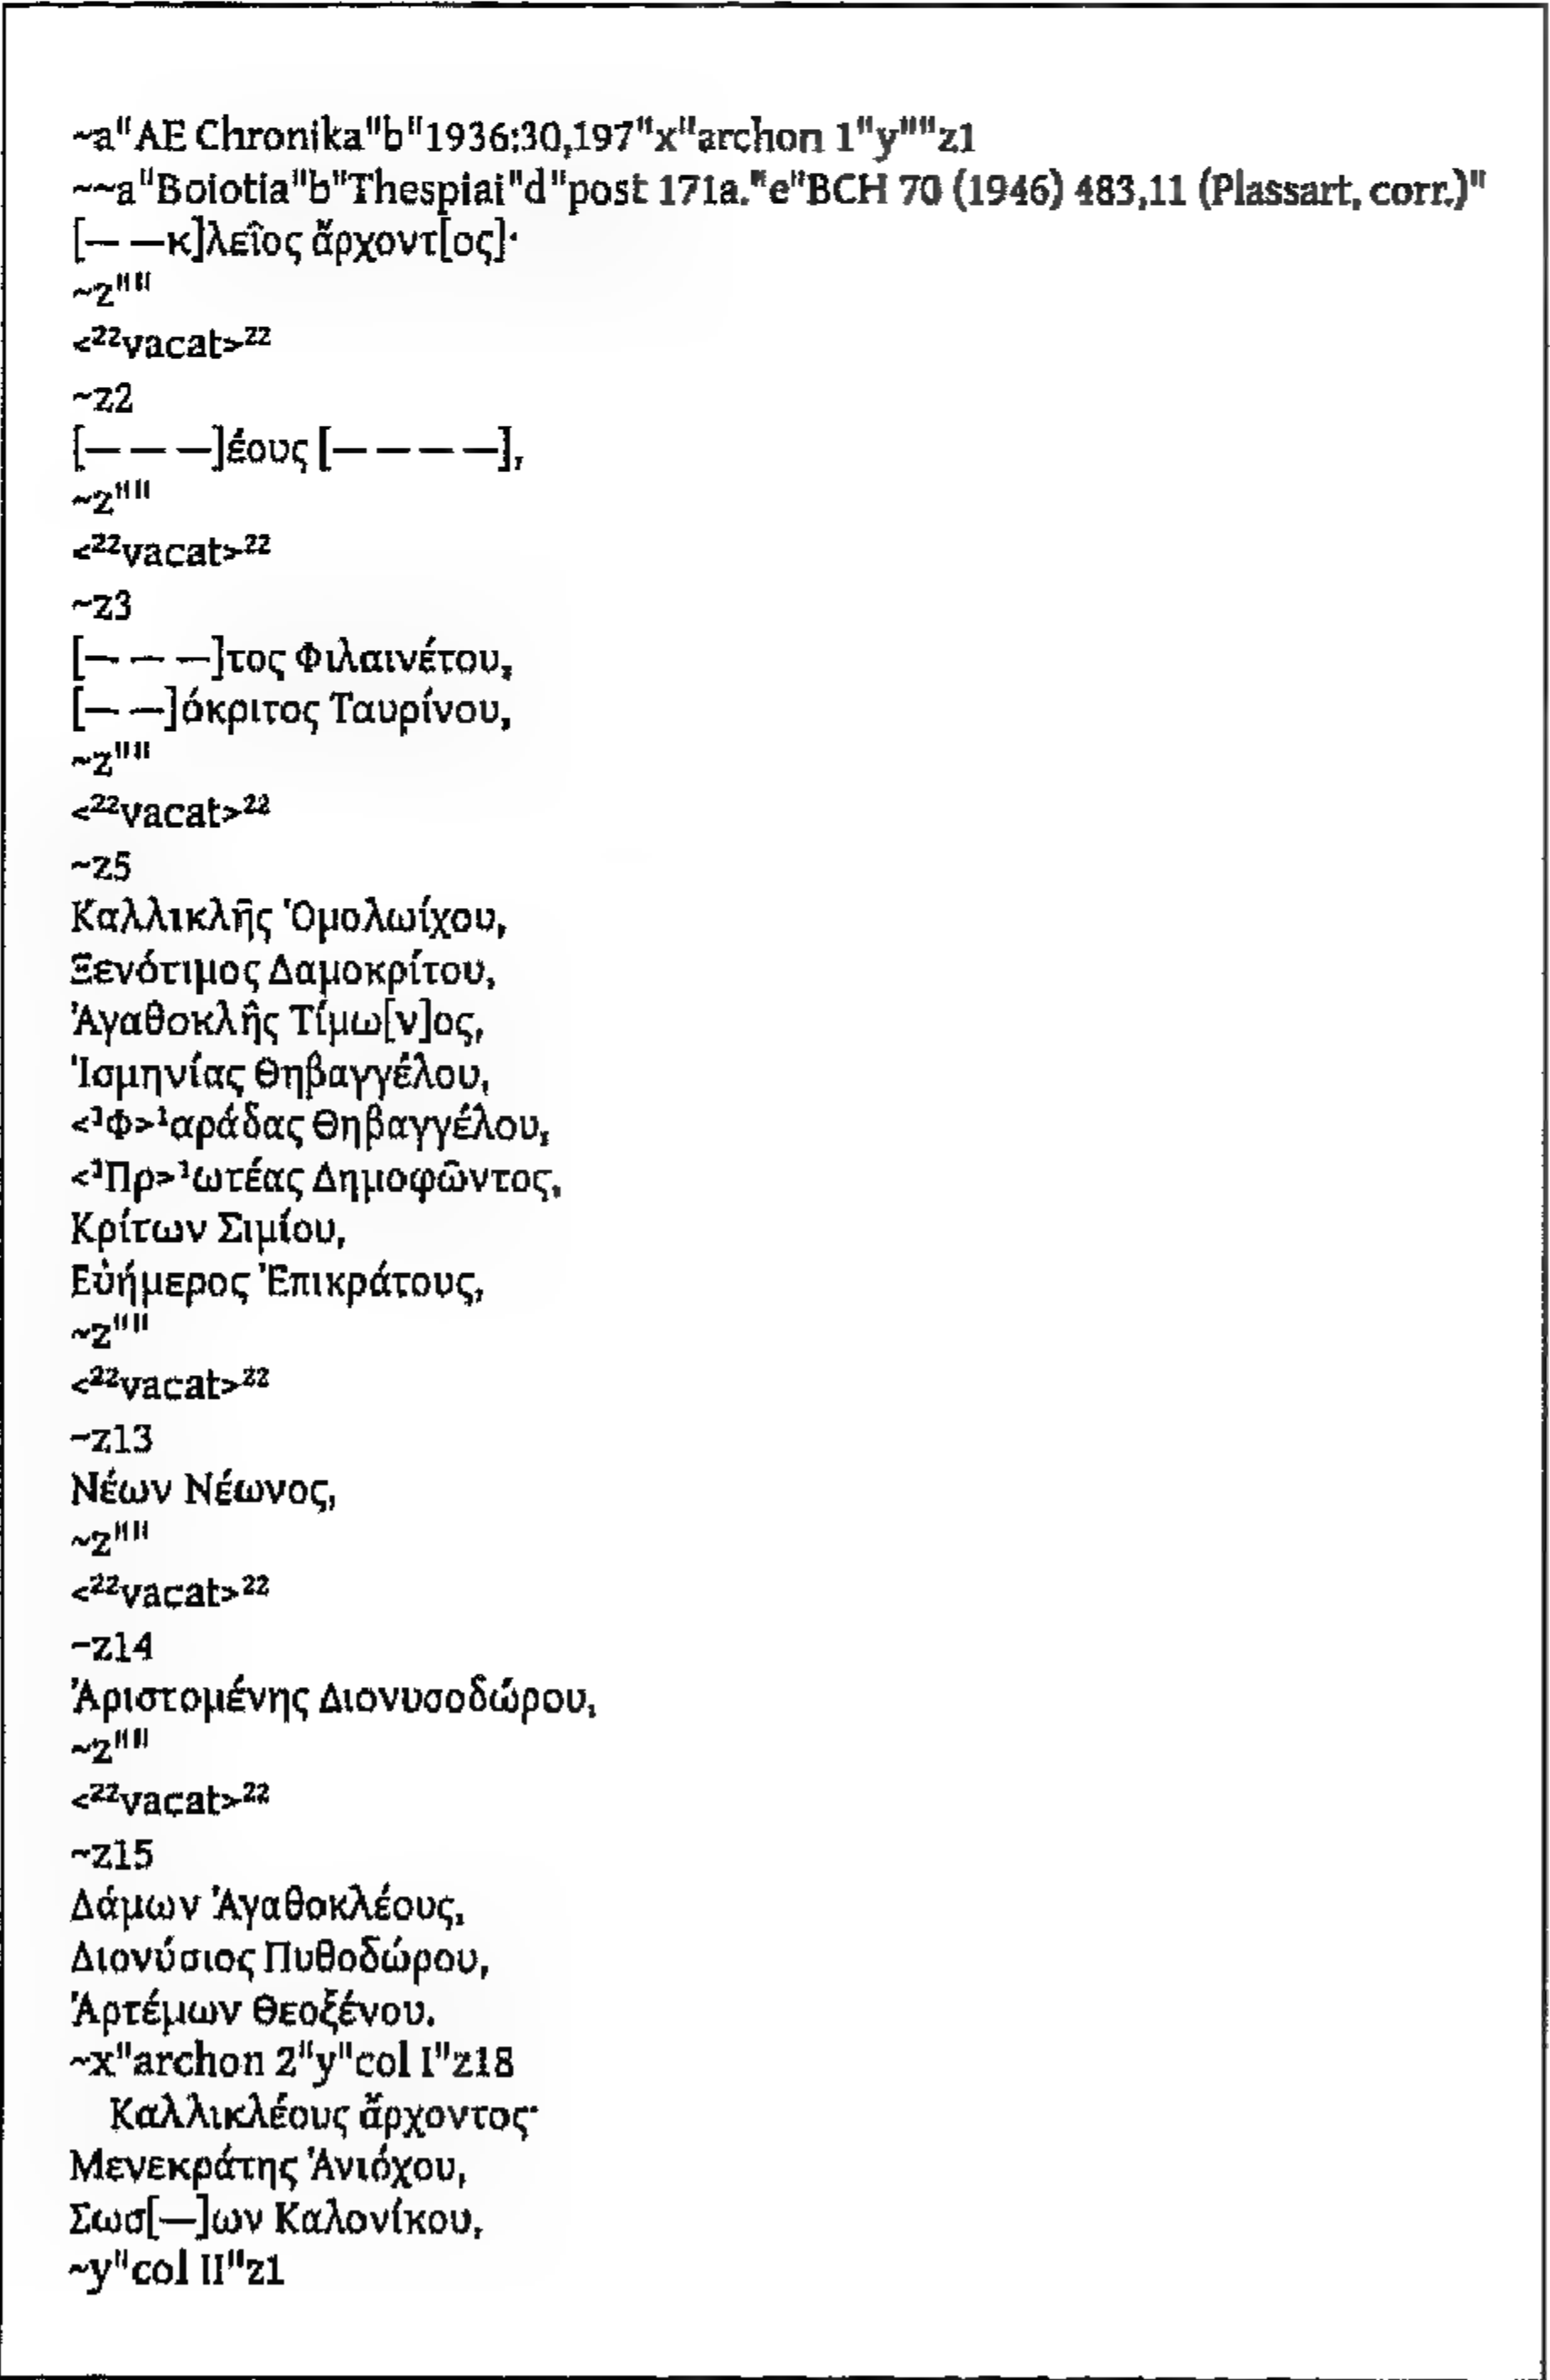 ~a"AE Chronika"b"1936:30,197"x"archon 1"y""z1
~~a"Boiotia"b"Thespiai"d"post 171a."e"BCH 70 (1946) 483,11 (Plassart, corr.)"
[— —κ]λεῖος ἄρχοντ[ος]·
~z""
<²²vacat>²²
~z2
[— — —]έους [— — — —],
~z""
<²²vacat>²²
~z3
[— — —]τος Φιλαινέτου,
[— —]όκριτος Ταυρίνου,
~z""
<²²vacat>²²
~z5
Καλλικλῆς Ὁμολωίχου,
Ξενότιμος Δαμοκρίτου,
Ἀγαθοκλῆς Τίμω[ν]ος,
Ἰσμηνίας Θηβαγγέλου,
<¹Φ>¹αράδας Θηβαγγέλου,
<¹Πρ>¹ωτέας Δημοφῶντος,
Κρίτων Σιμίου,
Εὐήμερος Ἐπικράτους,
~z""
<²²vacat>²²
~z13
Νέων Νέωνος,
~z""
<²²vacat>²²
~z14
Ἀριστομένης Διονυσοδώρου,
~z""
<²²vacat>²²
~z15
Δάμων Ἀγαθοκλέους,
Διονύσιος Πυθοδώρου,
Ἀρτέμων Θεοξένου.
~x"archon 2"y"col I"z18
Καλλικλέους ἄρχοντος·
Μενεκράτης Ἀνιόχου,
Σωσ[—]ων Καλονίκου,
~y"col II"z1